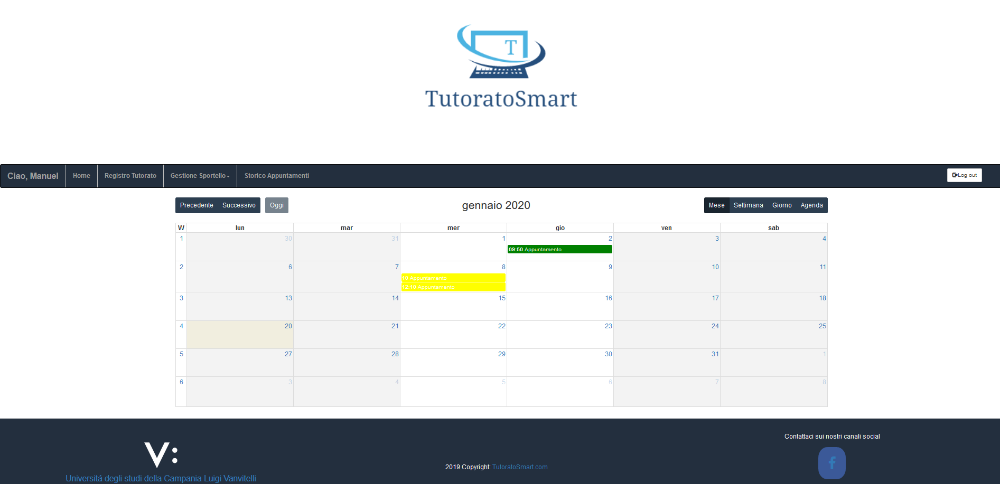 T
TutoratoSmart
Ciao, Manuel Home Registro Tutorato Gestione Sportello Storico Appuntamenti Log out
Precedente Successivo Oggi gennaio 2020 Mese Settimana Giorno Agenda
W lun mar mer gio ven sab
1 30 31 1 2 3 4
09:50 Appuntamento
2 6 7 8 9 10 11
10 Appuntamento
12:10 Appuntamento
3 13 14 15 16 17 18
4 20 21 22 23 24 25
5 27 28 29 30 31 1
6 3 4 5 6 7 8
Contattaci sui nostri canali social
V:
f
2019 Copyright: TutoratoSmart.com
Universitá degli studi della Campania Luigi Vanvitelli